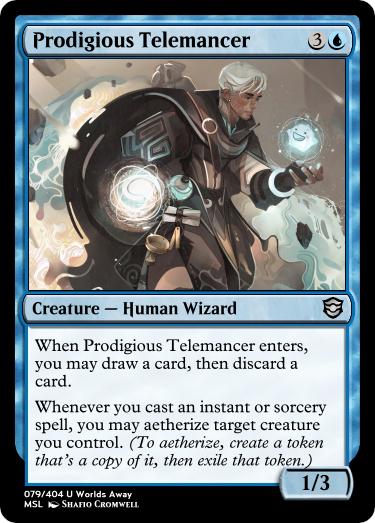 Prodigious Telemancer 3
Creature — Human Wizard
When Prodigious Telemancer enters,
you may draw a card, then discard a
card.
Whenever you cast an instant or sorcery
spell, you may aetherize target creature
you control. (To aetherize, create a token
that's a copy of it, then exile that token.)
1/3
079/404 U Worlds Away
MSL Shafio Cromwell